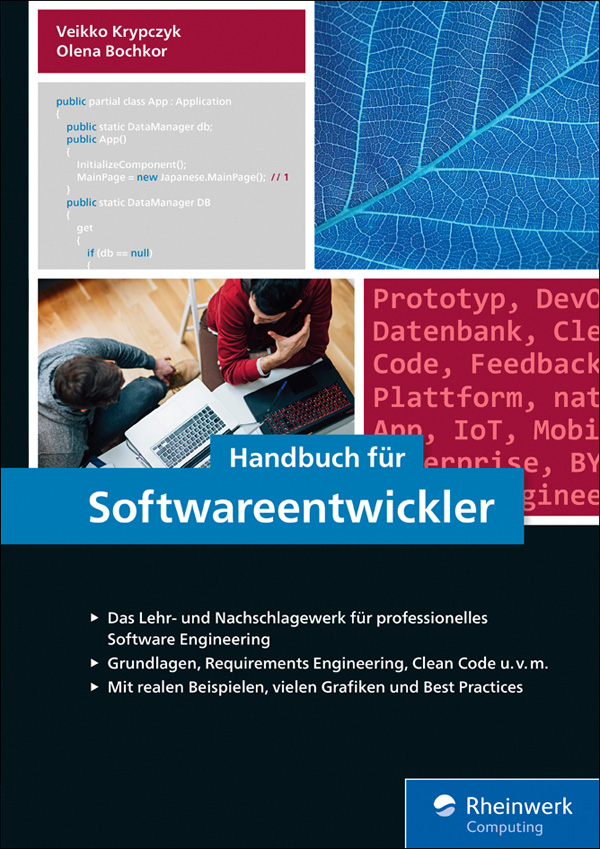 Veikko Krypczyk
Olena Bochkor
public partial class App : Application
{
public static DataManager db;
public App()
{
InitializeComponent();
MainPage = new Japanese.MainPage(); // 1
}
public static DataManager DB
{
get
{
if (db == null)
{
Prototyp, DevO
Datenbank, Cle
Code, Feedback
Plattform, nat
App, IoT, Mobi
erprise, BY
ginee
Handbuch für
Softwareentwickler
▸ Das Lehr- und Nachschlagewerk für professionelles
Software Engineering
▸ Grundlagen, Requirements Engineering, Clean Code u. v. m.
▸ Mit realen Beispielen, vielen Grafiken und Best Practices
Rheinwerk
Computing